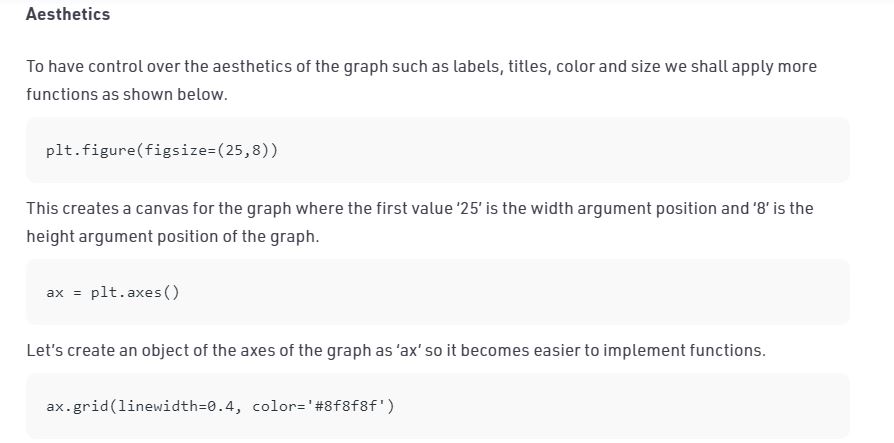 Aesthetics
To have control over the aesthetics of the graph such as labels, titles, color and size we shall apply more
functions as shown below.
plt.figure(figsize=(25,8))
This creates a canvas for the graph where the first value ‘25’ is the width argument position and ‘8’ is the
height argument position of the graph.
ax = plt.axes()
Let’s create an object of the axes of the graph as ‘ax’ so it becomes easier to implement functions.
ax.grid(linewidth=0.4, color='#8f8f8f')